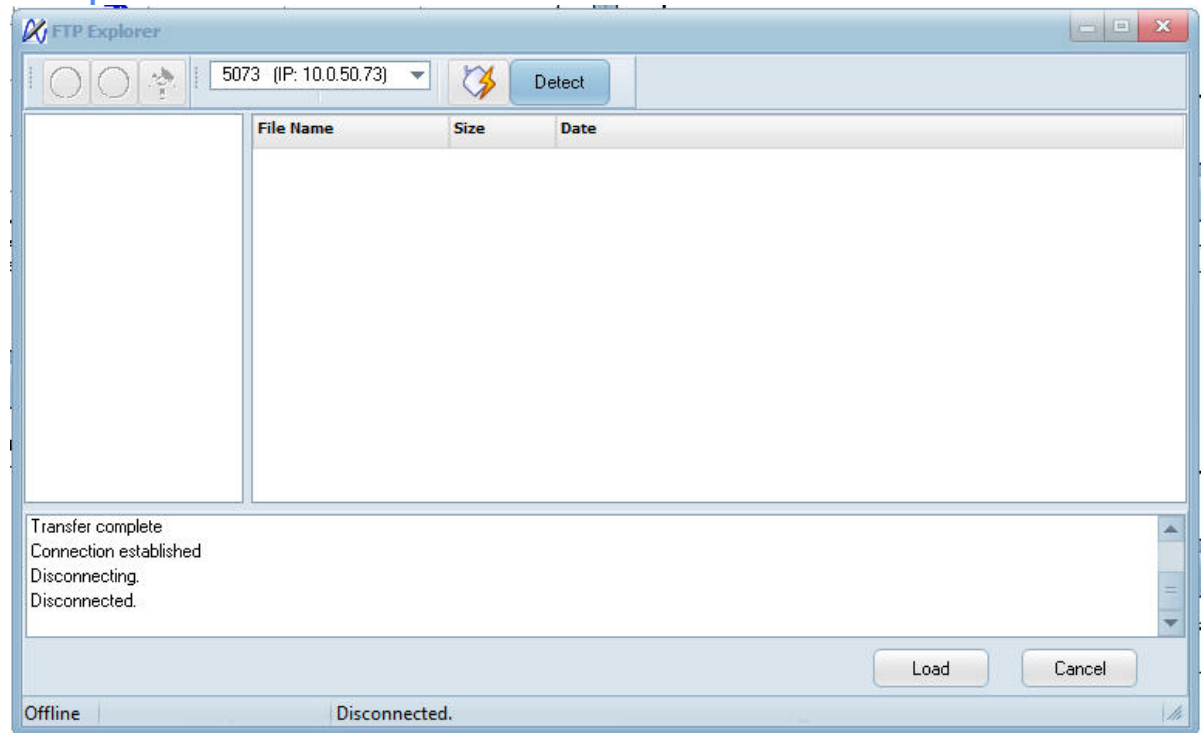 FTP Explorer
5073 (IP: 10.0.50.73) Detect
File Name Size Date
Transfer complete
Connection established
Disconnecting.
Disconnected.
Load Cancel
Offline Disconnected.